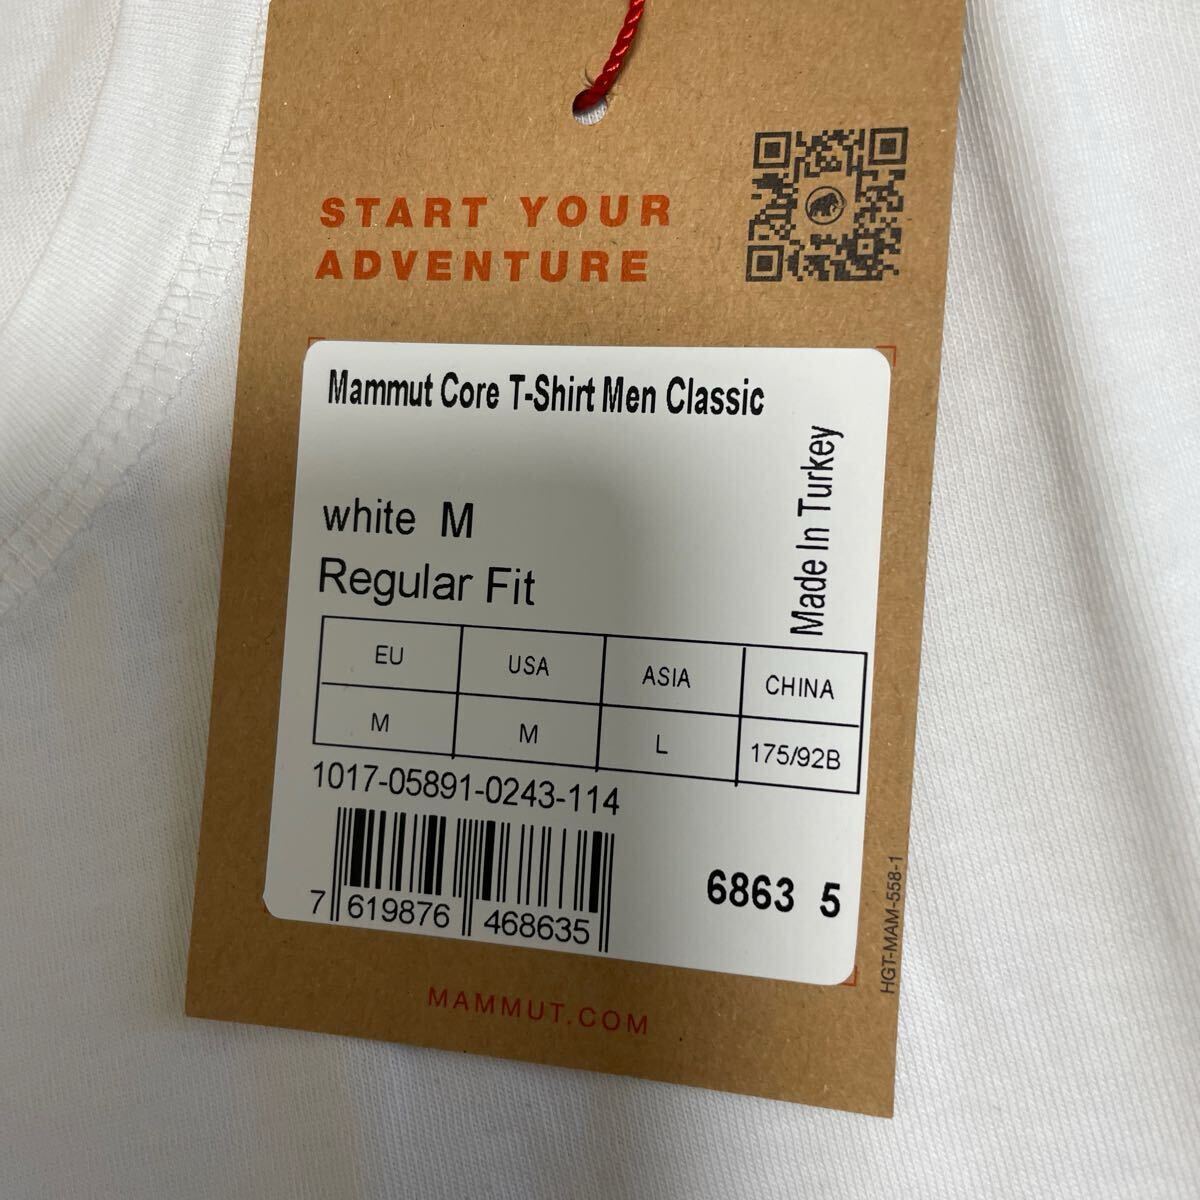 START YOUR
ADVENTURE
Mammut Core T-Shirt Men Classic
Made In Turkey
white M
Regular Fit
EU USA ASIA CHINA
M M L 175/92B
1017-05891-0243-114
7 619876 468635
6863 5
HGT-MAM-558-1
MAMMUT.COM